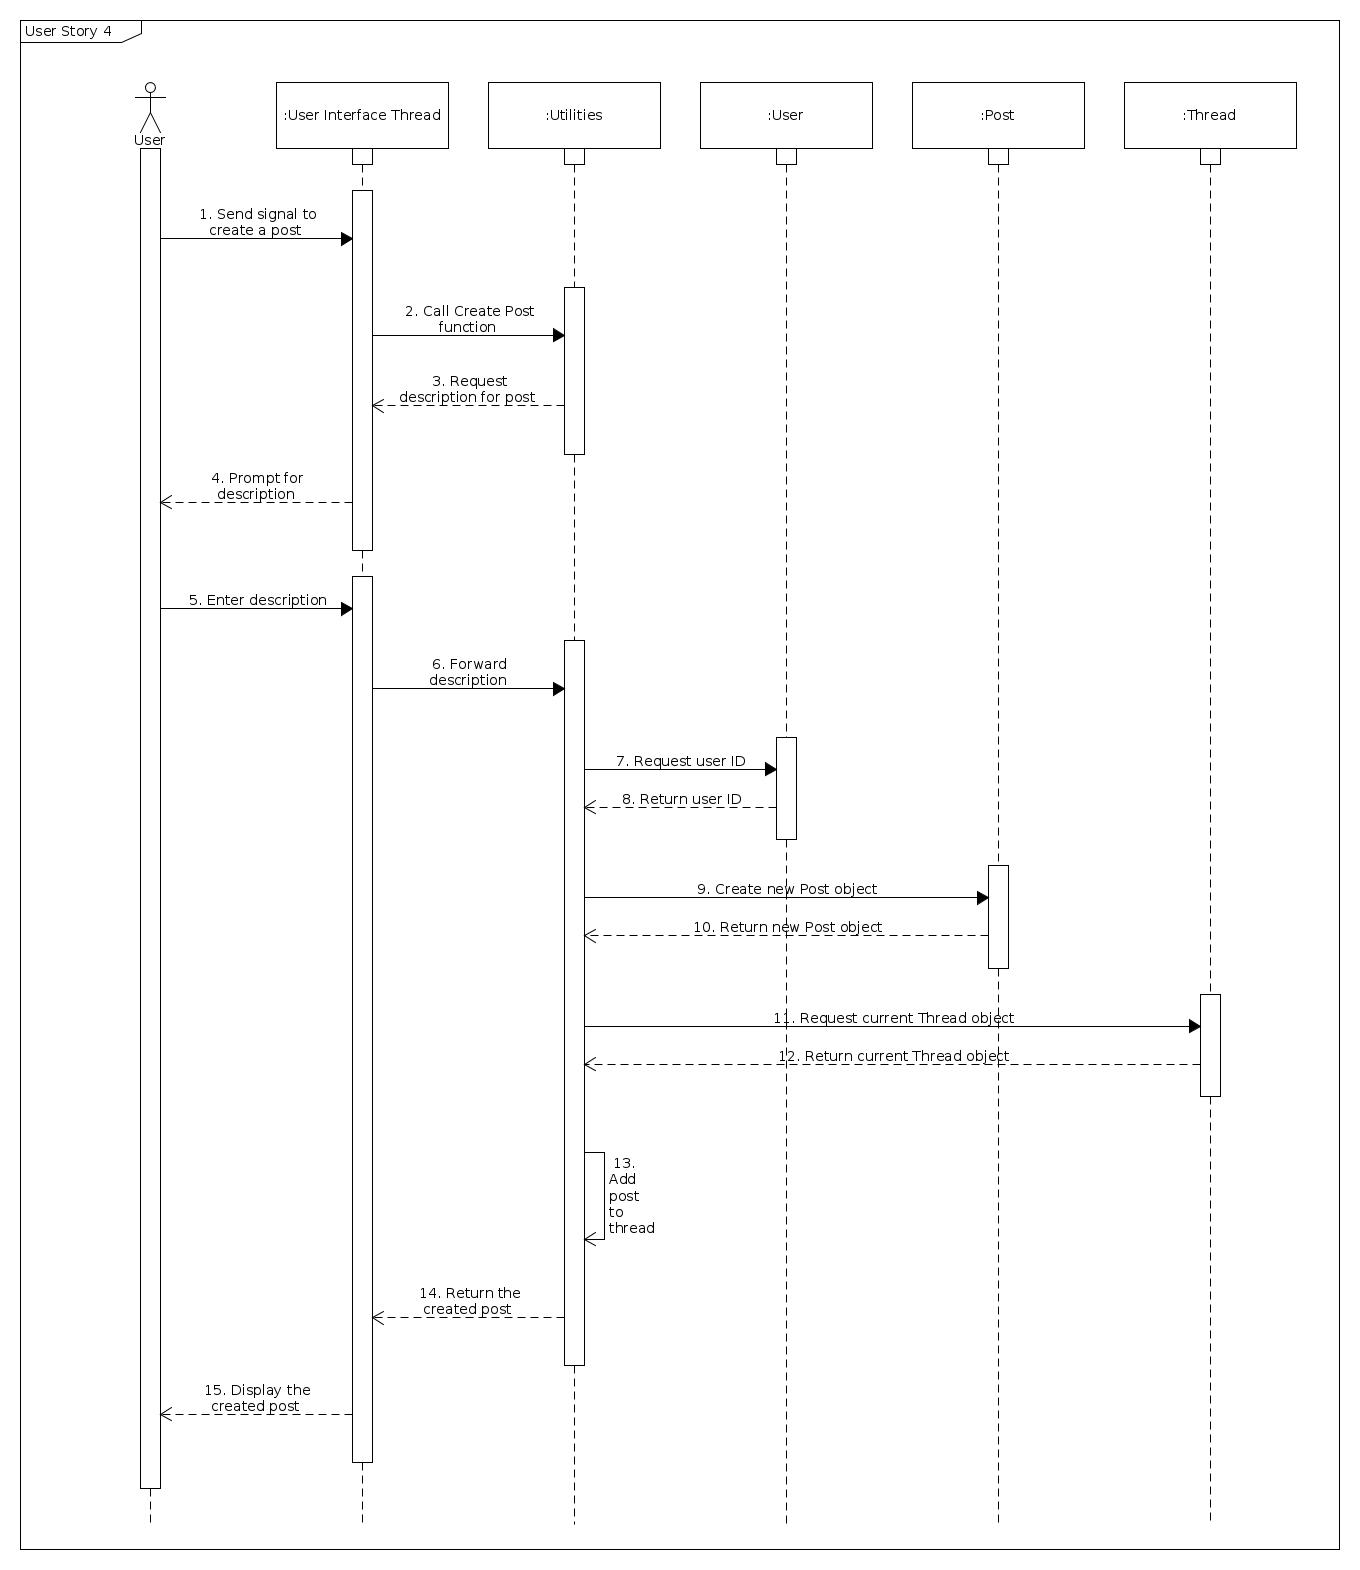 User Story 4
User
:User Interface Thread
:Utilities
:User
:Post
:Thread
1. Send signal to
create a post
2. Call Create Post
function
3. Request
description for post
4. Prompt for
description
5. Enter description
6. Forward
description
7. Request user ID
8. Return user ID
9. Create new Post object
10. Return new Post object
11. Request current Thread object
12. Return current Thread object
13.
Add
post
to
thread
14. Return the
created post
15. Display the
created post